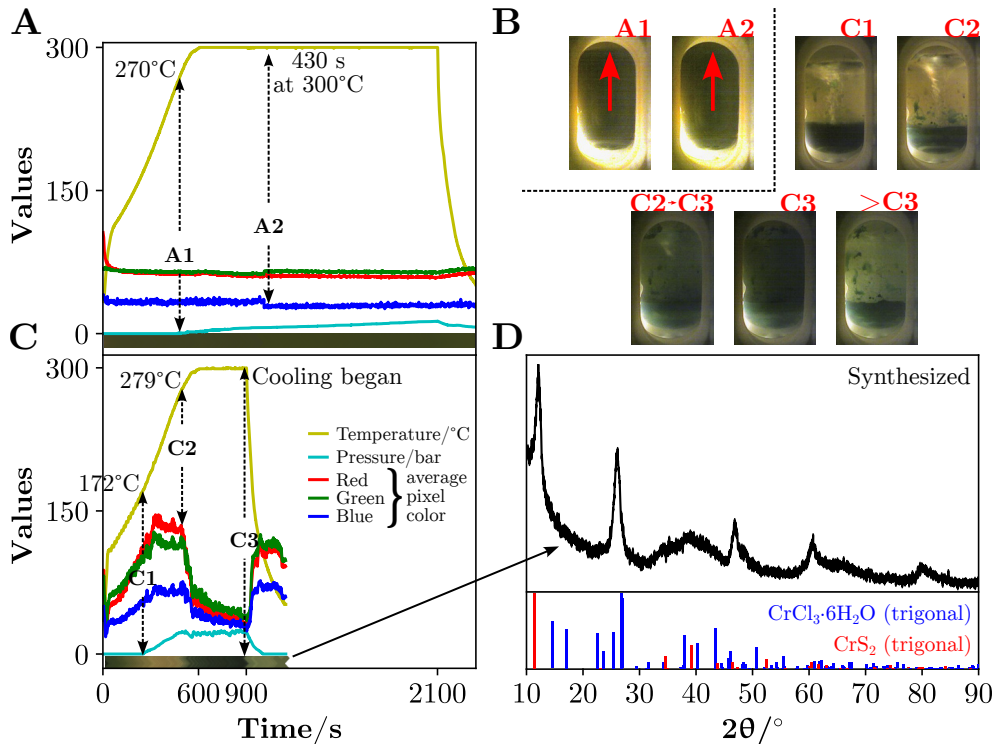 A
300
150
0
Values
270°C
430 s
at 300°C
A1
A2
B
A1
A2
C1
C2
C2→C3
C3
>C3
C
300
150
0
Values
279°C
172°C
Cooling began
C2
C1
C3
Temperature/°C
Pressure/bar
Red
Green
Blue
average
pixel
color
0
600
900
2100
Time/s
D
Synthesized
CrCl₃·6H₂O (trigonal)
CrS₂ (trigonal)
10
20
30
40
50
60
70
80
90
2θ/°